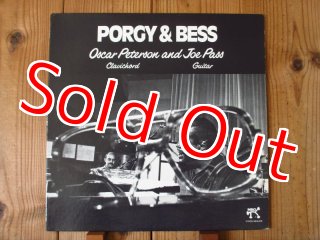 PORGY & BESS
Oscar Peterson and Joe Pass
Clavichord Guitar
Sold Out